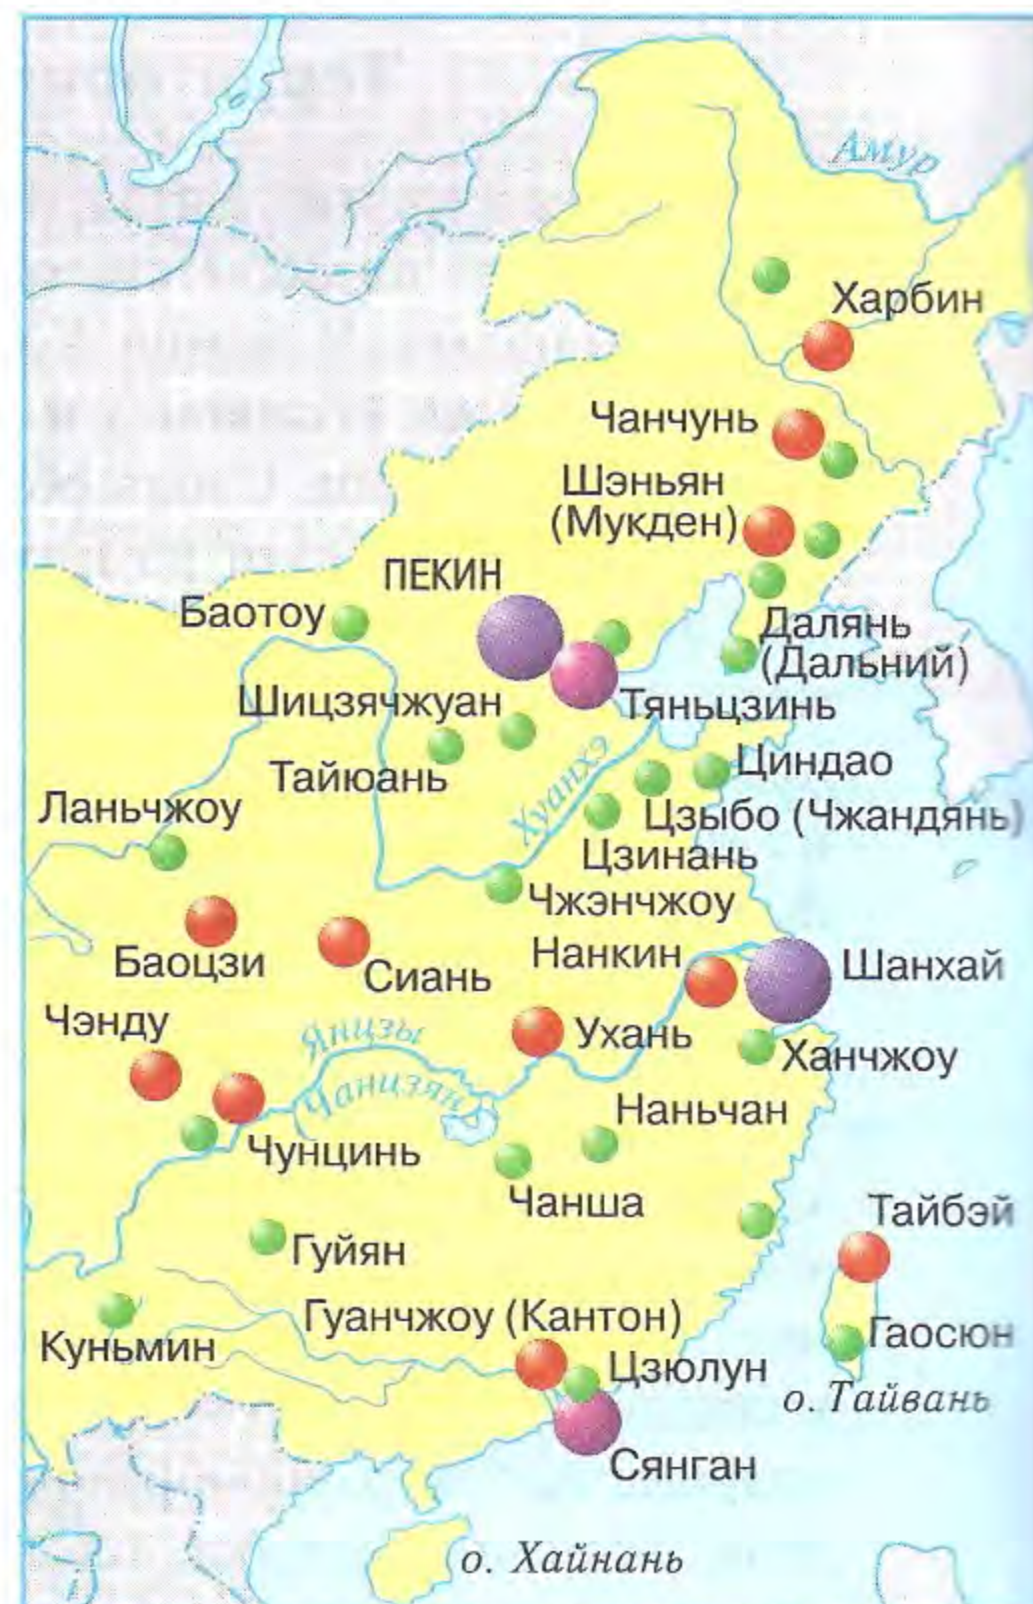 Амур
Харбин
Чанчунь
Шэньян
(Мукден)
ПЕКИН
Баотоу
Далянь
(Дальний)
Шицзячжуан
Тяньцзинь
Хуанхэ
Тайюань
Циндао
Ланьчжоу
Цзыбо (Чжандянь)
Цзинань
Чжэнчжоу
Нанкин
Шанхай
Баоцзи
Сиань
Чэнду
Янцзы
Ухань
Ханчжоу
Чанцзян
Наньчан
Чунцинь
Чанша
Тайбэй
Гуйян
Гуанчжоу (Кантон)
Гаосюн
Куньмин
Цзюлун
о. Тайвань
Сянган
о. Хайнань